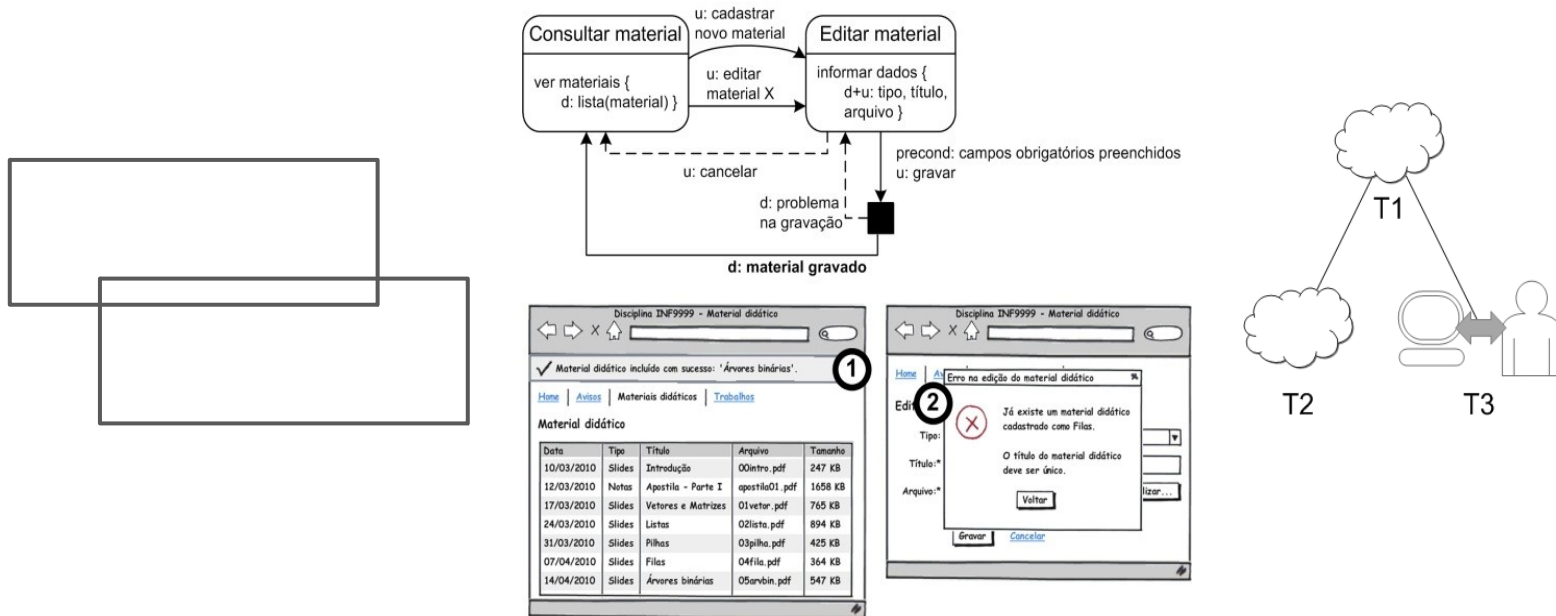 Consultar material
ver materiais {
d: lista(material) }
u: cadastrar
novo material
u: editar
material X
Editar material
informar dados {
d+u: tipo, título,
arquivo }
u: cancelar
precond: campos obrigatórios preenchidos
u: gravar
d: problema
na gravação
d: material gravado
Disciplina INF9999 - Material didático
X
Material didático incluído com sucesso: 'Árvores binárias'.
1
Home | Avisos | Materiais didáticos | Trabalhos
Material didático
Data Tipo Título Arquivo Tamanho
10/03/2010 Slides Introdução 00intro.pdf 247 KB
12/03/2010 Notas Apostila - Parte I apostila01.pdf 1658 KB
17/03/2010 Slides Vetores e Matrizes 01vetor.pdf 765 KB
24/03/2010 Slides Listas 02lista.pdf 894 KB
31/03/2010 Slides Pilhas 03pilha.pdf 425 KB
07/04/2010 Slides Filas 04fila.pdf 364 KB
14/04/2010 Slides Árvores binárias 05arvbin.pdf 547 KB
Disciplina INF9999 - Material didático
X
Home | Av
Erro na edição do material didático
Edi
2
X
Já existe um material didático
cadastrado como Filas.
O título do material didático
deve ser único.
Voltar
Tipo:
Título:*
Arquivo:*
lizar...
Gravar Cancelar
T1
T2
T3